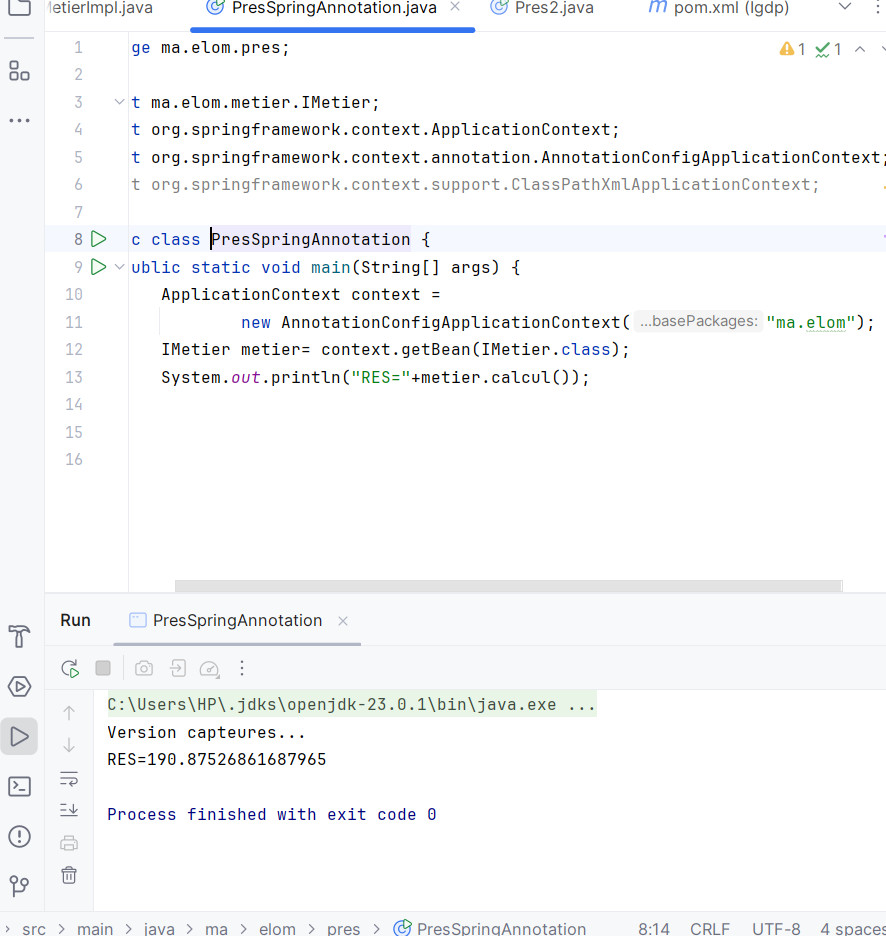 MetierImpl.java PresSpringAnnotation.java Pres2.java pom.xml (lgdp)
1 ge ma.elom.pres; 1 1
2
3 t ma.elom.metier.IMetier;
4 t org.springframework.context.ApplicationContext;
5 t org.springframework.context.annotation.AnnotationConfigApplicationContext;
6 t org.springframework.context.support.ClassPathXmlApplicationContext;
7
8 c class PresSpringAnnotation {
9 ublic static void main(String[] args) {
10 ApplicationContext context =
11 new AnnotationConfigApplicationContext( ...basePackages: "ma.elom");
12 IMetier metier= context.getBean(IMetier.class);
13 System.out.println("RES="+metier.calcul());
14
15
16
Run PresSpringAnnotation
C:\Users\HP\.jdks\openjdk-23.0.1\bin\java.exe ...
Version capteures...
RES=190.87526861687965
Process finished with exit code 0
src > main > java > ma > elom > pres > PresSpringAnnotation 8:14 CRLF UTF-8 4 spaces